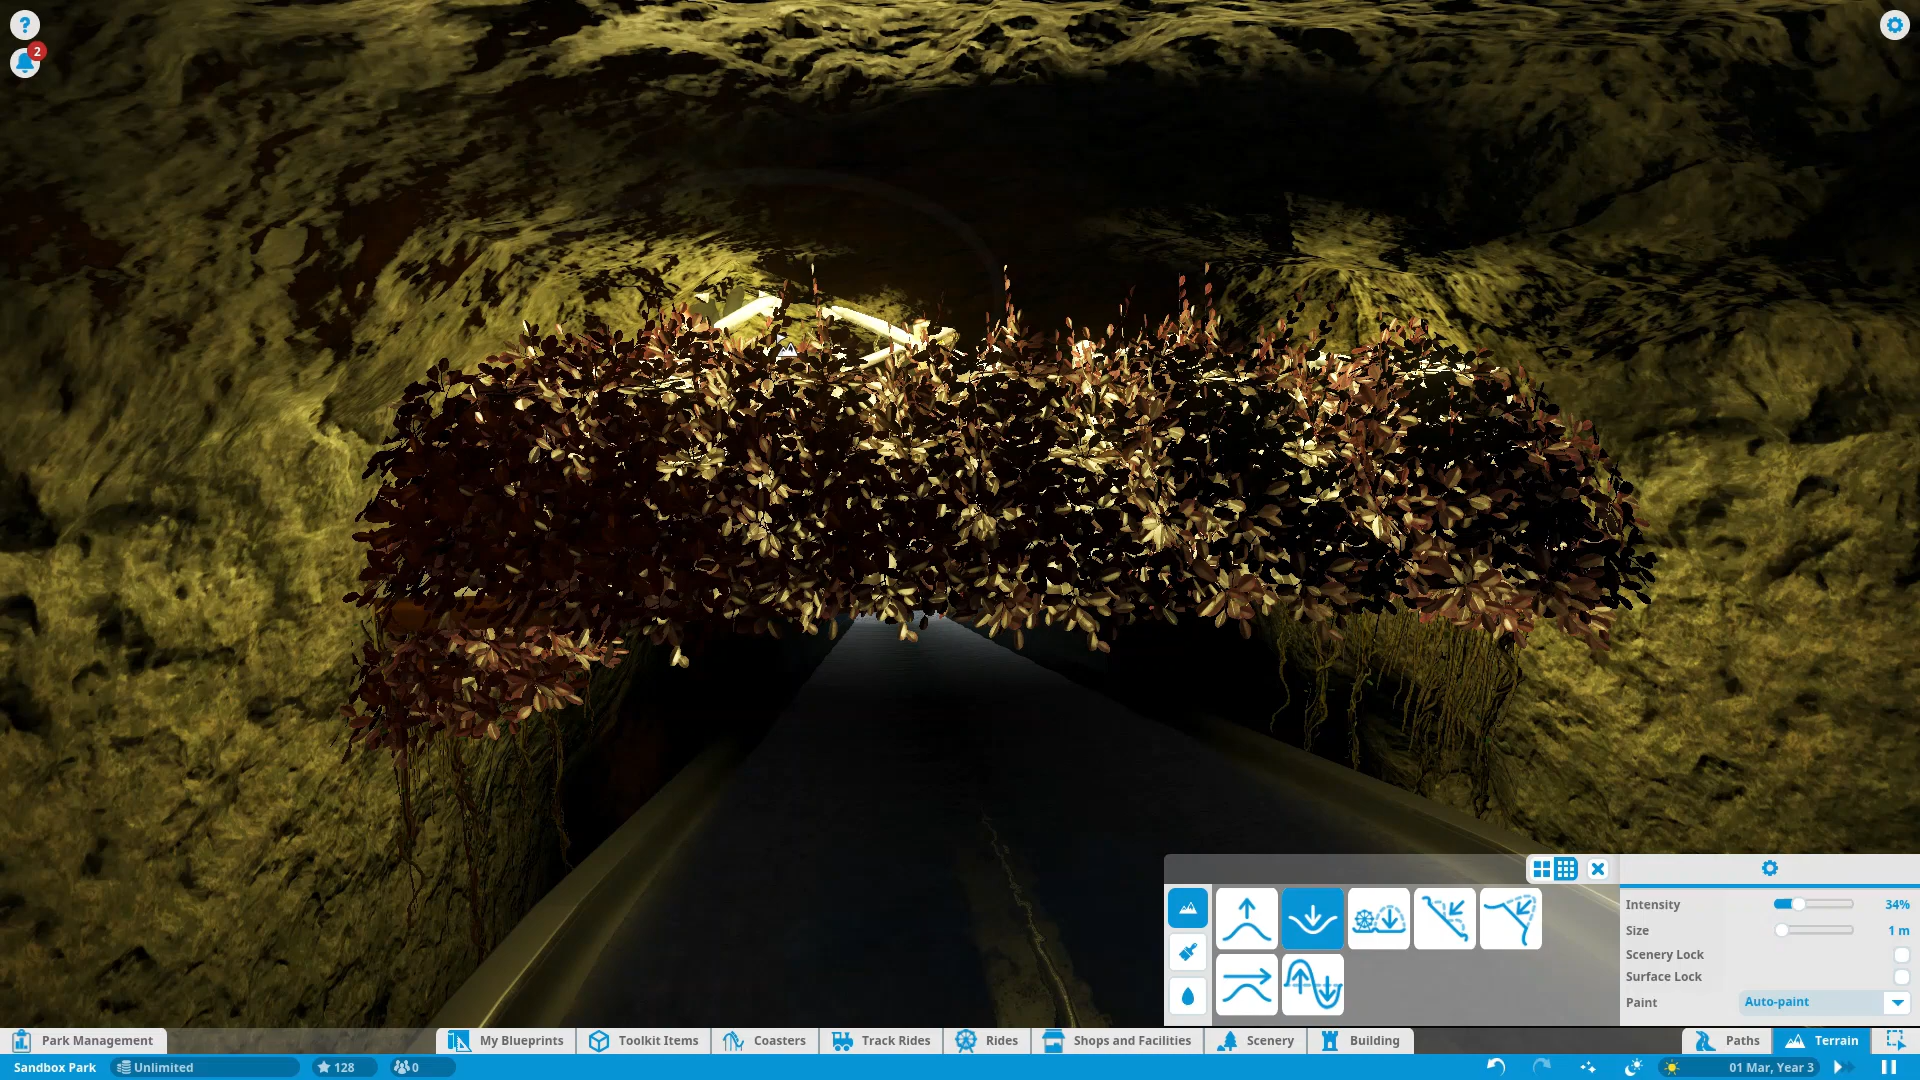 ?
2
Intensity 34%
Size 1 m
Scenery Lock
Surface Lock
Paint Auto-paint
Park Management My Blueprints Toolkit Items Coasters Track Rides Rides Shops and Facilities Scenery Building Paths Terrain
Sandbox Park Unlimited 128 0 01 Mar, Year 3